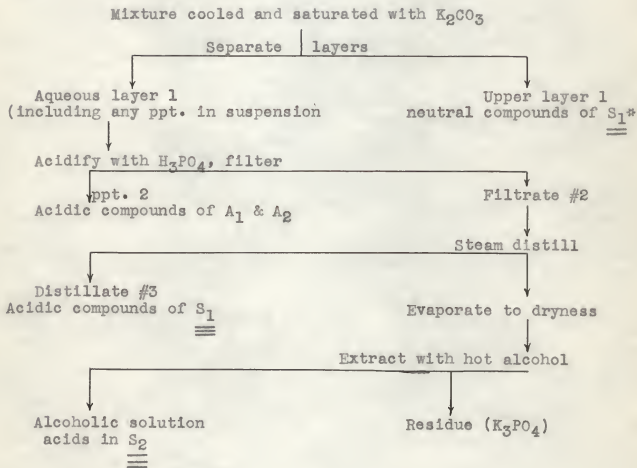 Mixture cooled and saturated with K2CO3
Separate layers
Aqueous layer 1
(including any ppt. in suspension
Upper layer 1
neutral compounds of S1*
Acidify with H3PO4, filter
ppt. 2
Acidic compounds of A1 & A2
Filtrate #2
Steam distill
Distillate #3
Acidic compounds of S1
Evaporate to dryness
Extract with hot alcohol
Alcoholic solution
acids in S2
Residue (K3PO4)